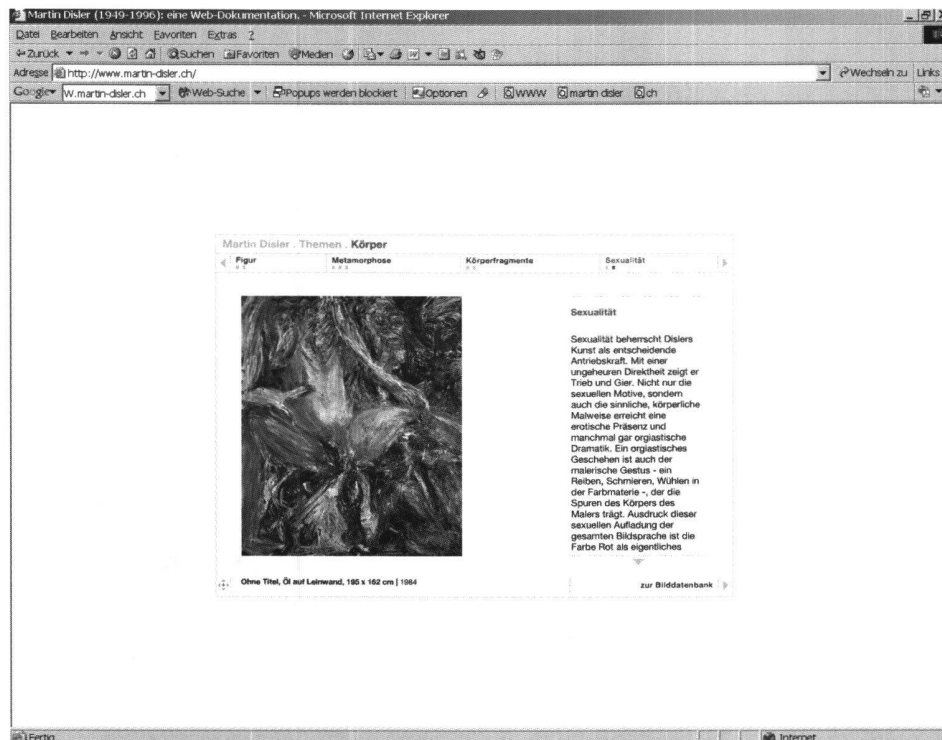 Martin Disler (1949-1996): eine Web-Dokumentation. - Microsoft Internet Explorer
Datei Bearbeiten Ansicht Favoriten Extras ?
Zurück Suchen Favoriten Medien
Adresse http://www.martin-disler.ch/ Wechseln zu Links
Google W.martin-disler.ch Web-Suche Popups werden blockiert Optionen WWW martin disler ch
Martin Disler . Themen . Körper
Figur Metamorphose Körperfragmente Sexualität
Sexualität
Sexualität beherrscht Dislers
Kunst als entscheidende
Antriebskraft. Mit einer
ungeheuren Direktheit zeigt er
Trieb und Gier. Nicht nur die
sexuellen Motive, sondern
auch die sinnliche, körperliche
Malweise erreicht eine
erotische Präsenz und
manchmal gar orgiastische
Dramatik. Ein orgiastisches
Geschehen ist auch der
malerische Gestus - ein
Reiben, Schmieren, Wühlen in
der Farbmaterie -, der die
Spuren des Körpers des
Malers trägt. Ausdruck dieser
sexuellen Aufladung der
gesamten Bildsprache ist die
Farbe Rot als eigentliches
Ohne Titel, Öl auf Leinwand, 195 x 162 cm | 1984
zur Bilddatenbank
Fertig Internet